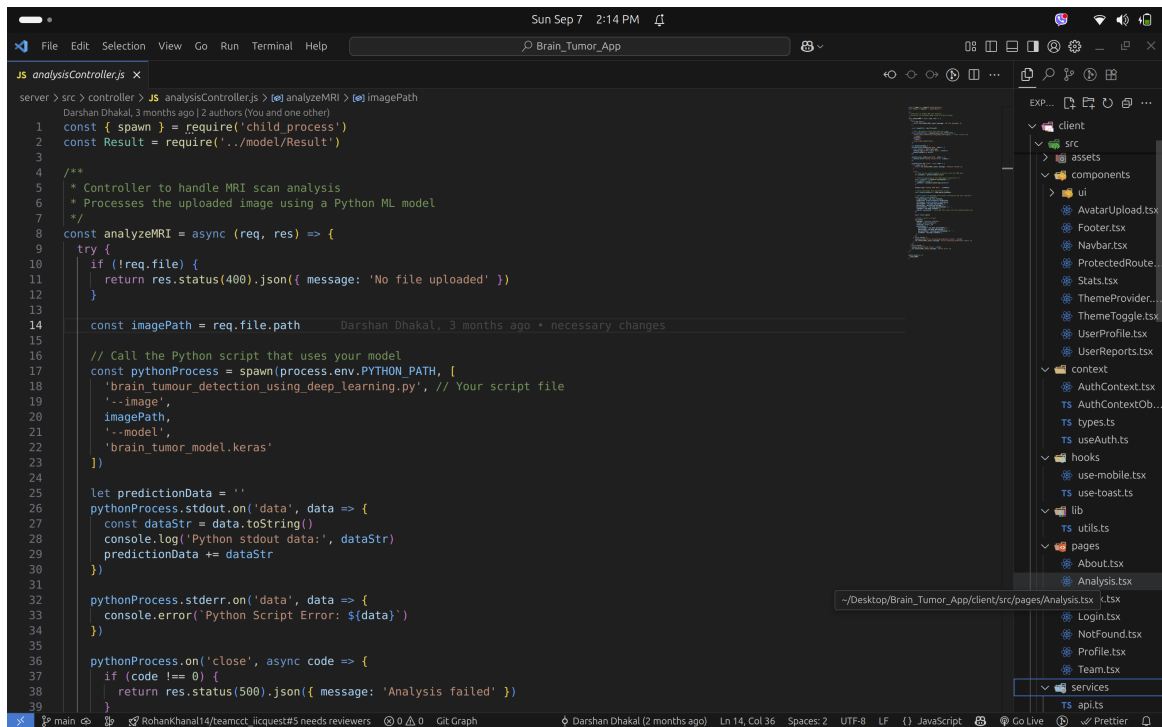 Sun Sep 7 2:14 PM
File Edit Selection View Go Run Terminal Help
Brain_Tumor_App
JS analysisController.js
server > src > controller > JS analysisController.js > analyzeMRI > imagePath
Darshan Dhakal, 3 months ago | 2 authors (You and one other)
1 const { spawn } = require('child_process')
2 const Result = require('../model/Result')
3
4 /**
5 * Controller to handle MRI scan analysis
6 * Processes the uploaded image using a Python ML model
7 */
8 const analyzeMRI = async (req, res) => {
9 try {
10 if (!req.file) {
11 return res.status(400).json({ message: 'No file uploaded' })
12 }
13
14 const imagePath = req.file.path Darshan Dhakal, 3 months ago • necessary changes
15
16 // Call the Python script that uses your model
17 const pythonProcess = spawn(process.env.PYTHON_PATH, [
18 'brain_tumour_detection_using_deep_learning.py', // Your script file
19 '--image',
20 imagePath,
21 '--model',
22 'brain_tumor_model.keras'
23 ])
24
25 let predictionData = ''
26 pythonProcess.stdout.on('data', data => {
27 const dataStr = data.toString()
28 console.log('Python stdout data:', dataStr)
29 predictionData += dataStr
30 })
31
32 pythonProcess.stderr.on('data', data => {
33 console.error(`Python Script Error: ${data}`)
34 })
35
36 pythonProcess.on('close', async code => {
37 if (code !== 0) {
38 return res.status(500).json({ message: 'Analysis failed' })
39 }
EXP...
client
src
assets
components
ui
AvatarUpload.tsx
Footer.tsx
Navbar.tsx
ProtectedRoute...
Stats.tsx
ThemeProvider...
ThemeToggle.tsx
UserProfile.tsx
UserReports.tsx
context
AuthContext.tsx
TS AuthContextOb...
TS types.ts
TS useAuth.ts
hooks
use-mobile.tsx
TS use-toast.ts
lib
TS utils.ts
pages
About.tsx
Analysis.tsx
~/Desktop/Brain_Tumor_App/client/src/pages/Analysis.tsx
x.tsx
Login.tsx
NotFound.tsx
Profile.tsx
Team.tsx
services
TS api.ts
main RohanKhanal14/teamcct_iicquest#5 needs reviewers 0 0 Git Graph Darshan Dhakal (2 months ago) Ln 14, Col 36 Spaces: 2 UTF-8 LF {} JavaScript Go Live Prettier